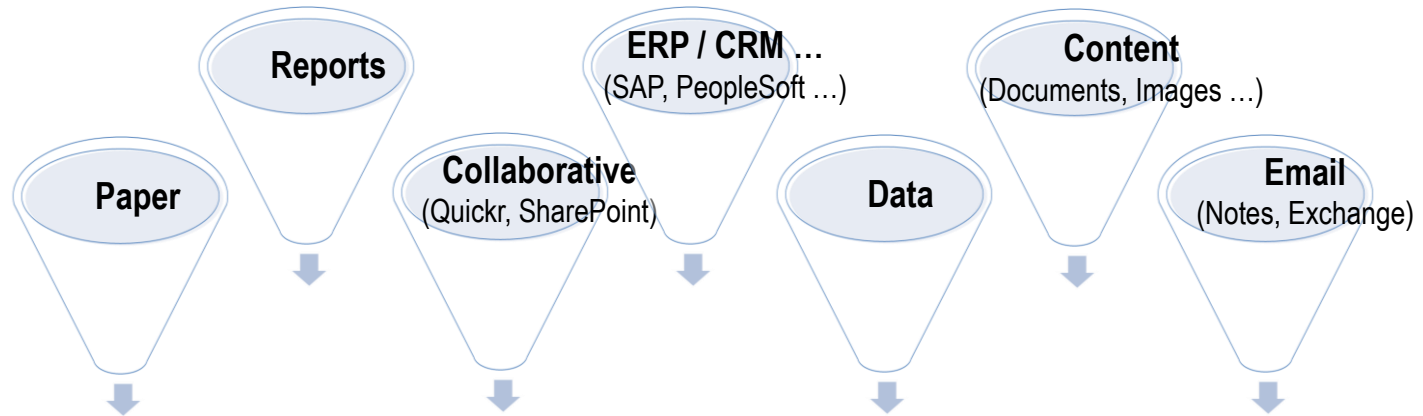 Reports
ERP / CRM …
(SAP, PeopleSoft …)
Content
(Documents, Images …)
Paper
Collaborative
(Quickr, SharePoint)
Data
Email
(Notes, Exchange)